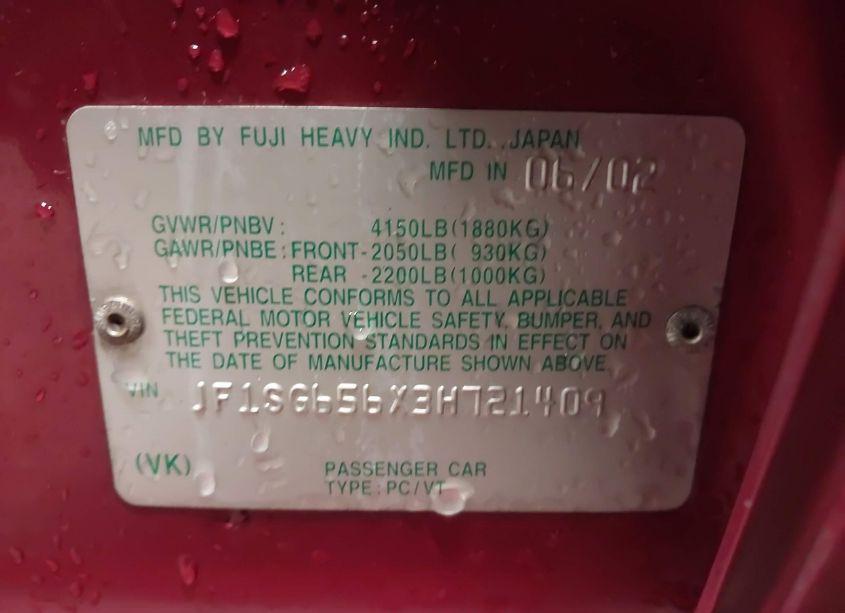 MFD BY FUJI HEAVY IND. LTD. JAPAN
MFD IN 06/02
GVWR/PNBV: 4150LB(1880KG)
GAWR/PNBE: FRONT-2050LB( 930KG)
REAR -2200LB(1000KG)
THIS VEHICLE CONFORMS TO ALL APPLICABLE
FEDERAL MOTOR VEHICLE SAFETY, BUMPER, AND
THEFT PREVENTION STANDARDS IN EFFECT ON
THE DATE OF MANUFACTURE SHOWN ABOVE.
VIN JF1SG656X3H721409
(VK) PASSENGER CAR
TYPE: PC/VT